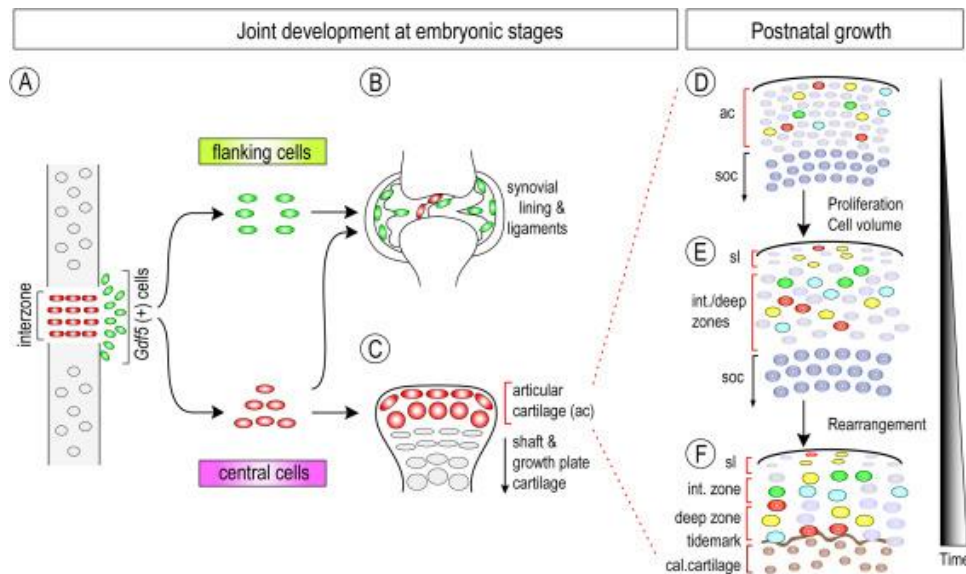 Joint development at embryonic stages
Postnatal growth
A
flanking cells
interzone
Gdf5 (+) cells
central cells
B
synovial
lining &
ligaments
C
articular
cartilage (ac)
shaft &
growth plate
cartilage
D
ac
soc
Proliferation
Cell volume
E
sl
int./deep
zones
soc
Rearrangement
F
sl
int. zone
deep zone
tidemark
cal.cartilage
Time